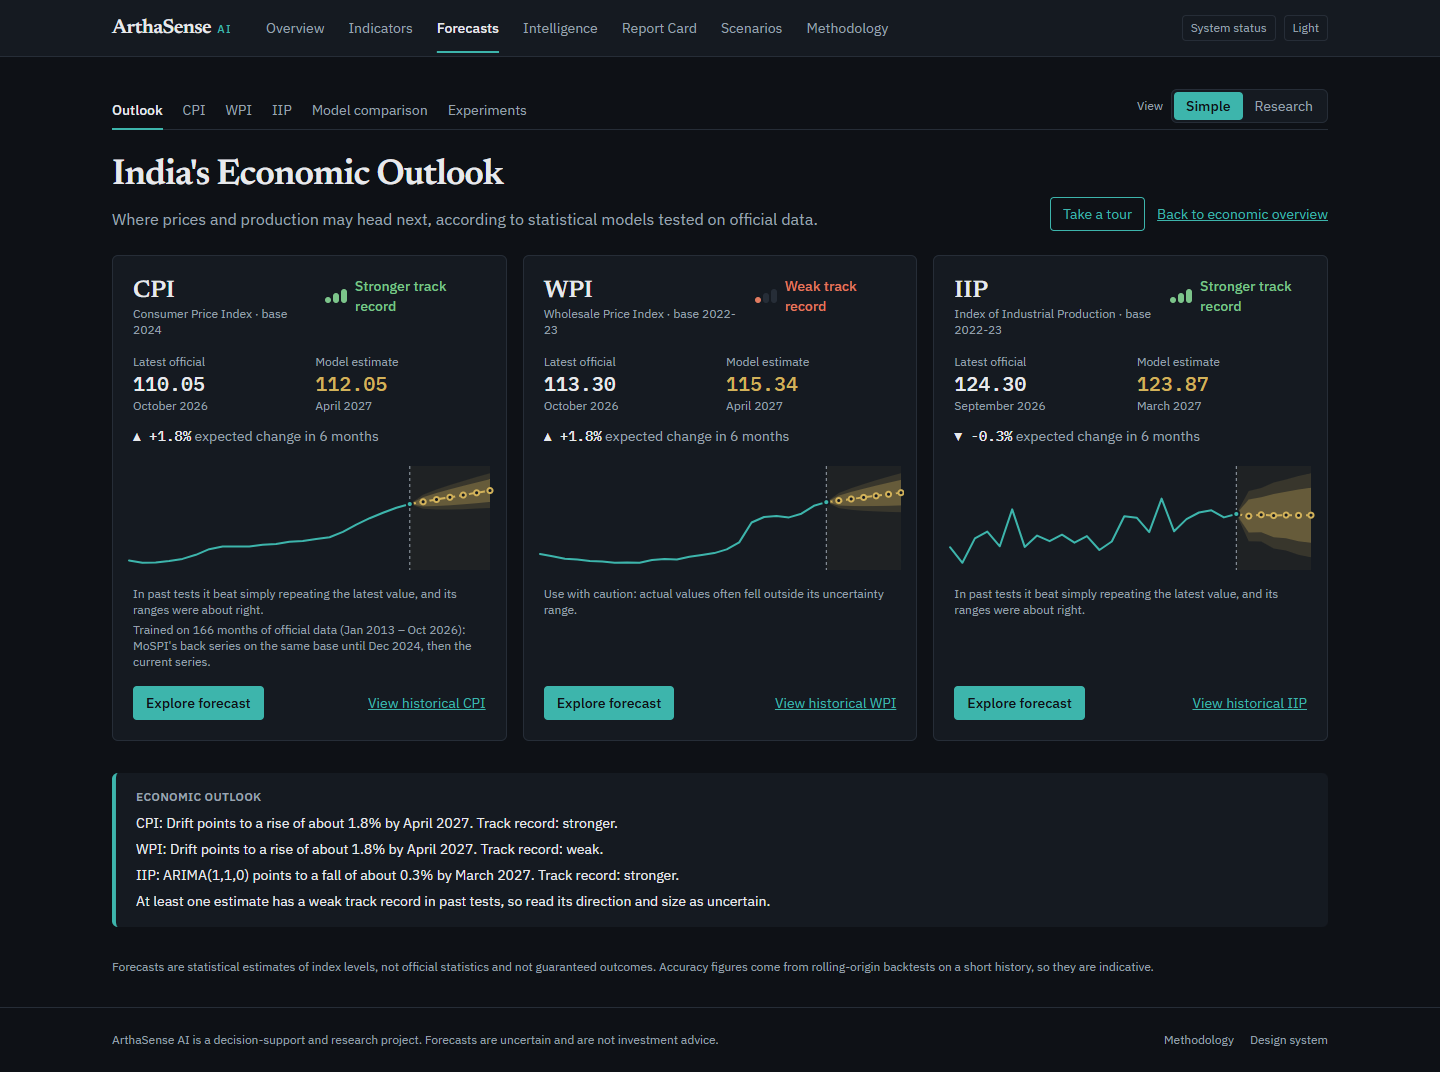 ArthaSense AI
Overview
Indicators
Forecasts
Intelligence
Report Card
Scenarios
Methodology
System status
Light
Outlook
CPI
WPI
IIP
Model comparison
Experiments
View
Simple
Research
India's Economic Outlook
Where prices and production may head next, according to statistical models tested on official data.
Take a tour
Back to economic overview
CPI
Stronger track
record
Consumer Price Index · base
2024
Latest official
Model estimate
110.05
112.05
October 2026
April 2027
▲ +1.8% expected change in 6 months
In past tests it beat simply repeating the latest value, and its
ranges were about right.
Trained on 166 months of official data (Jan 2013 – Oct 2026):
MoSPI's back series on the same base until Dec 2024, then the
current series.
Explore forecast
View historical CPI
WPI
Weak track
record
Wholesale Price Index · base 2022-
23
Latest official
Model estimate
113.30
115.34
October 2026
April 2027
▲ +1.8% expected change in 6 months
Use with caution: actual values often fell outside its uncertainty
range.
Explore forecast
View historical WPI
IIP
Stronger track
record
Index of Industrial Production · base
2022-23
Latest official
Model estimate
124.30
123.87
September 2026
March 2027
▼ -0.3% expected change in 6 months
In past tests it beat simply repeating the latest value, and its
ranges were about right.
Explore forecast
View historical IIP
ECONOMIC OUTLOOK
CPI: Drift points to a rise of about 1.8% by April 2027. Track record: stronger.
WPI: Drift points to a rise of about 1.8% by April 2027. Track record: weak.
IIP: ARIMA(1,1,0) points to a fall of about 0.3% by March 2027. Track record: stronger.
At least one estimate has a weak track record in past tests, so read its direction and size as uncertain.
Forecasts are statistical estimates of index levels, not official statistics and not guaranteed outcomes. Accuracy figures come from rolling-origin backtests on a short history, so they are indicative.
ArthaSense AI is a decision-support and research project. Forecasts are uncertain and are not investment advice.
Methodology
Design system